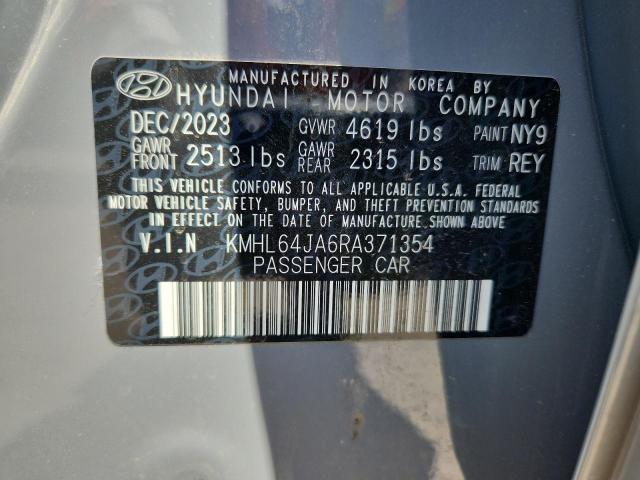 MANUFACTURED IN KOREA BY
HYUNDAI MOTOR COMPANY
DEC/2023 GVWR 4619 lbs PAINT NY9
GAWR FRONT 2513 lbs GAWR REAR 2315 lbs TRIM REY
THIS VEHICLE CONFORMS TO ALL APPLICABLE U.S.A. FEDERAL
MOTOR VEHICLE SAFETY, BUMPER, AND THEFT PREVENTION STANDARDS
IN EFFECT ON THE DATE OF MANUFACTURE SHOWN ABOVE.
V.I.N KMHL64JA6RA371354
PASSENGER CAR